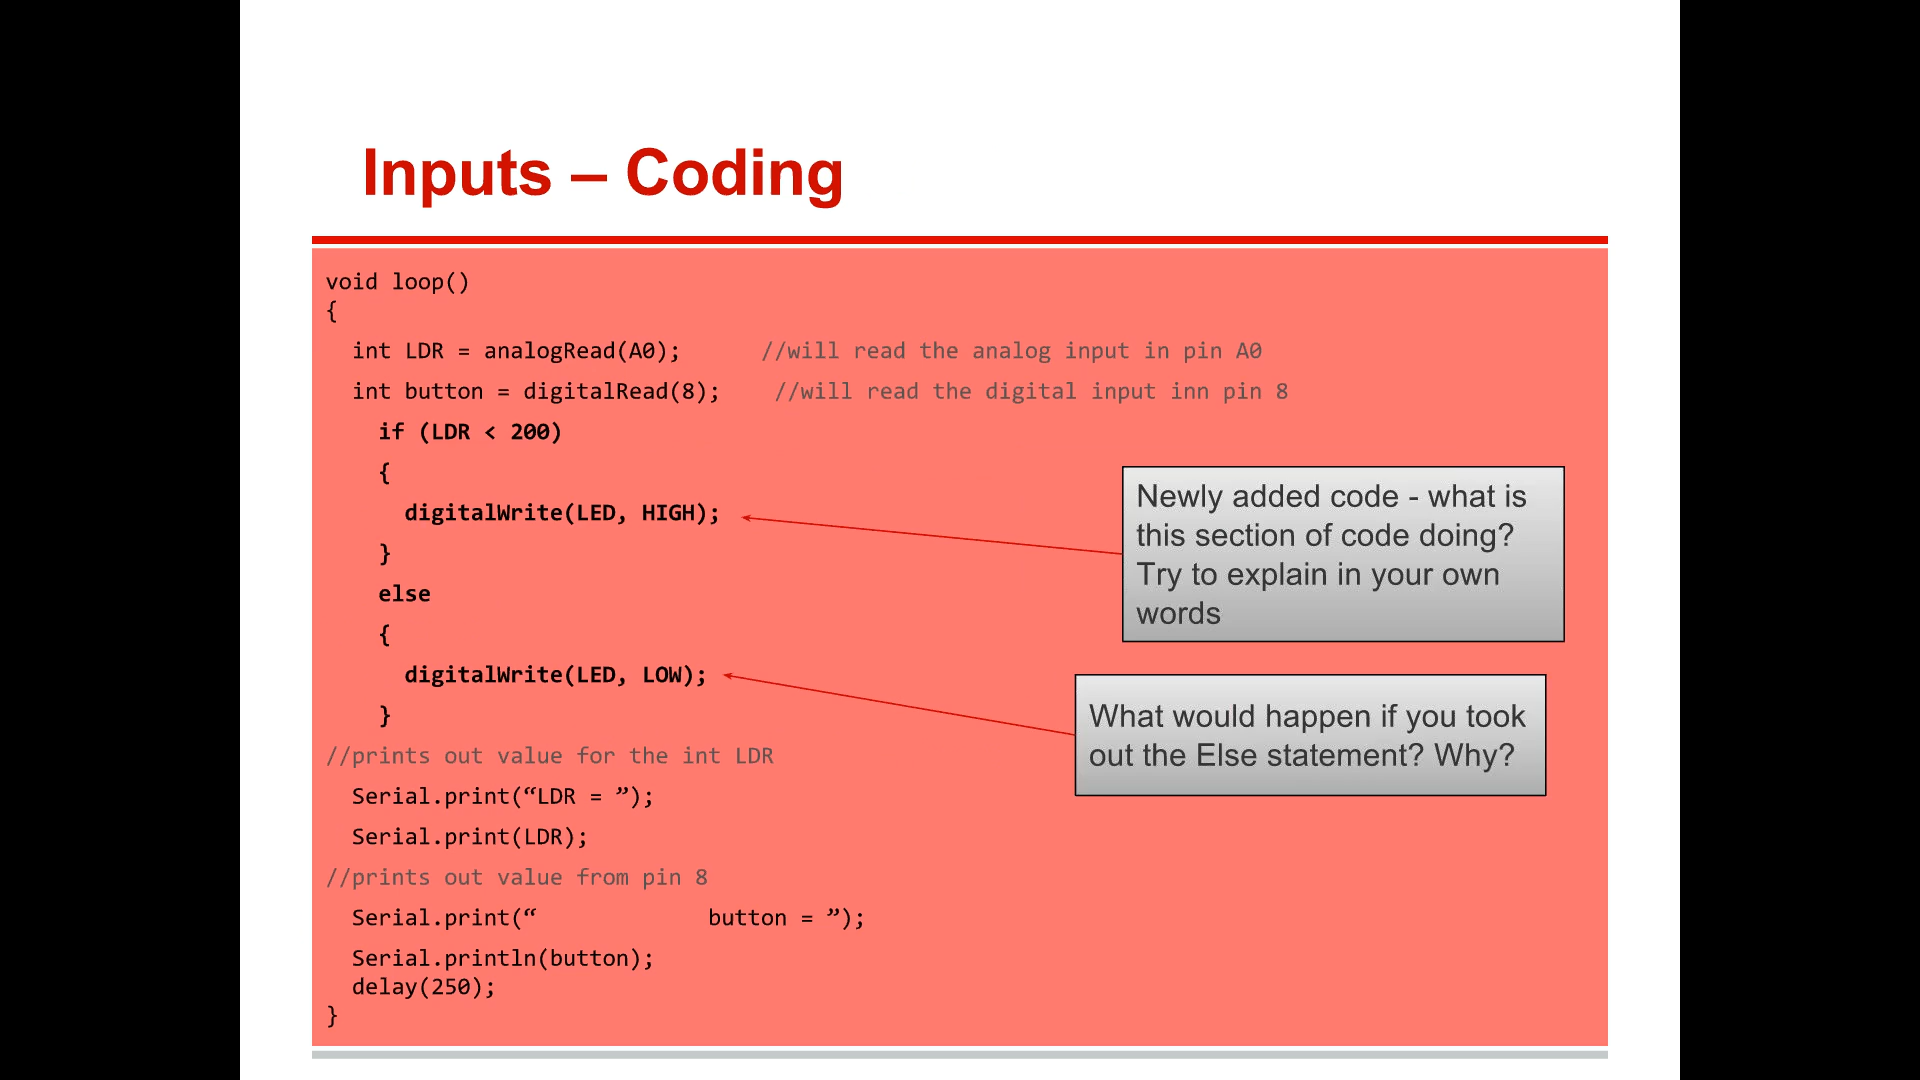 Inputs – Coding
void loop()
{
int LDR = analogRead(A0); //will read the analog input in pin A0
int button = digitalRead(8); //will read the digital input inn pin 8
if (LDR < 200)
{
digitalWrite(LED, HIGH);
}
else
{
digitalWrite(LED, LOW);
}
//prints out value for the int LDR
Serial.print(“LDR = ”);
Serial.print(LDR);
//prints out value from pin 8
Serial.print(“ button = ”);
Serial.println(button);
delay(250);
}
Newly added code - what is
this section of code doing?
Try to explain in your own
words
What would happen if you took
out the Else statement? Why?